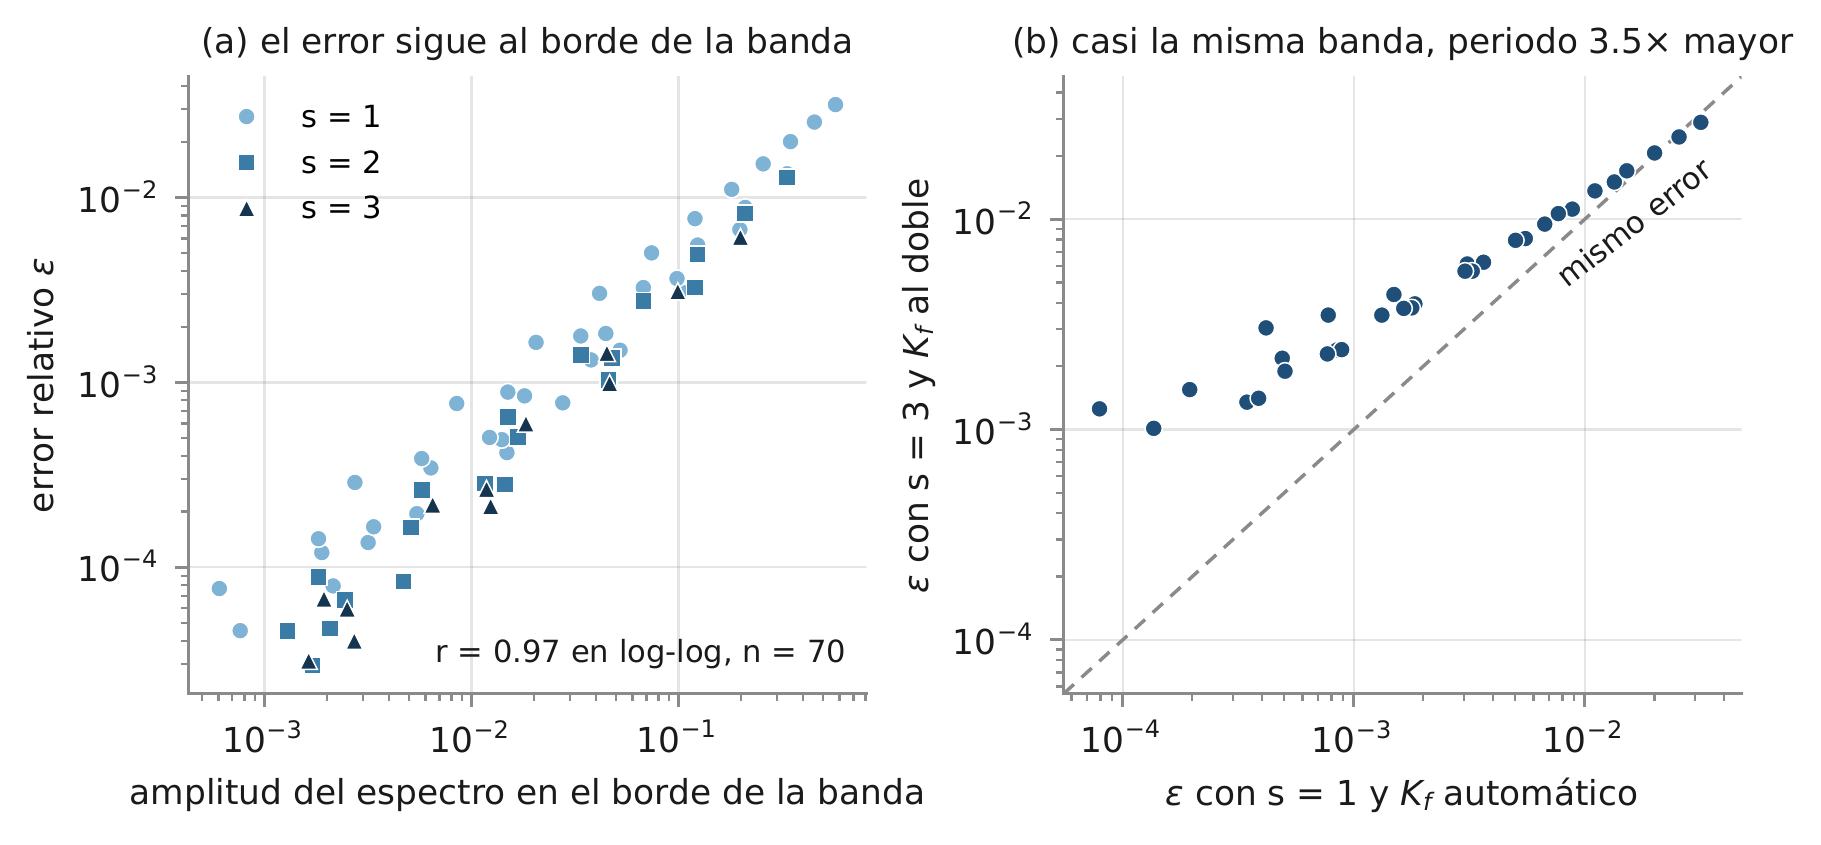 (a) el error sigue al borde de la banda
s = 1
s = 2
s = 3
10⁻²
10⁻³
10⁻⁴
error relativo ε
r = 0.97 en log-log, n = 70
10⁻³ 10⁻² 10⁻¹
amplitud del espectro en el borde de la banda
(b) casi la misma banda, periodo 3.5× mayor
mismo error
10⁻²
10⁻³
10⁻⁴
ε con s = 3 y K_f al doble
10⁻⁴ 10⁻³ 10⁻²
ε con s = 1 y K_f automático